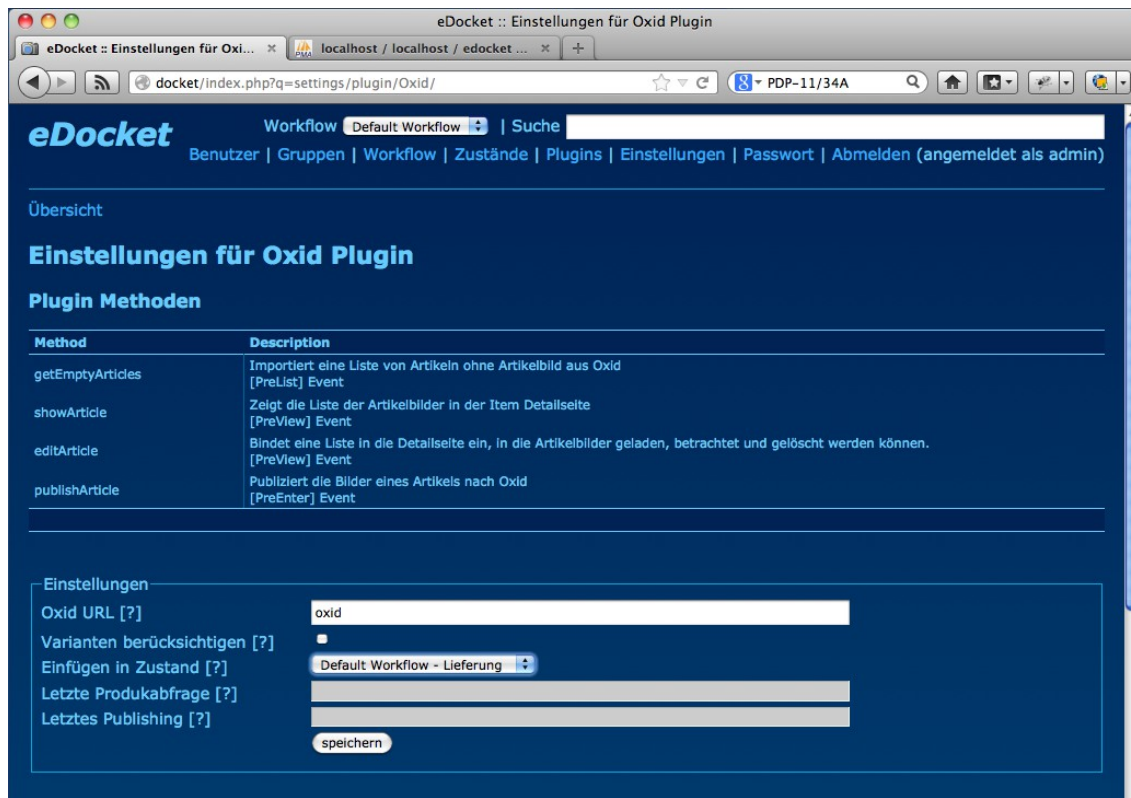 eDocket :: Einstellungen für Oxid Plugin
eDocket :: Einstellungen für Oxi... ×
PMA localhost / localhost / edocket ... × +
docket/index.php?q=settings/plugin/Oxid/
PDP-11/34A
eDocket
Workflow Default Workflow | Suche
Benutzer | Gruppen | Workflow | Zustände | Plugins | Einstellungen | Passwort | Abmelden (angemeldet als admin)
Übersicht
Einstellungen für Oxid Plugin
Plugin Methoden
Method Description
getEmptyArticles Importiert eine Liste von Artikeln ohne Artikelbild aus Oxid
[PreList] Event
showArticle Zeigt die Liste der Artikelbilder in der Item Detailseite
[PreView] Event
editArticle Bindet eine Liste in die Detailseite ein, in die Artikelbilder geladen, betrachtet und gelöscht werden können.
[PreView] Event
publishArticle Publiziert die Bilder eines Artikels nach Oxid
[PreEnter] Event
Einstellungen
Oxid URL [?] oxid
Varianten berücksichtigen [?]
Einfügen in Zustand [?] Default Workflow - Lieferung
Letzte Produkabfrage [?]
Letztes Publishing [?]
speichern